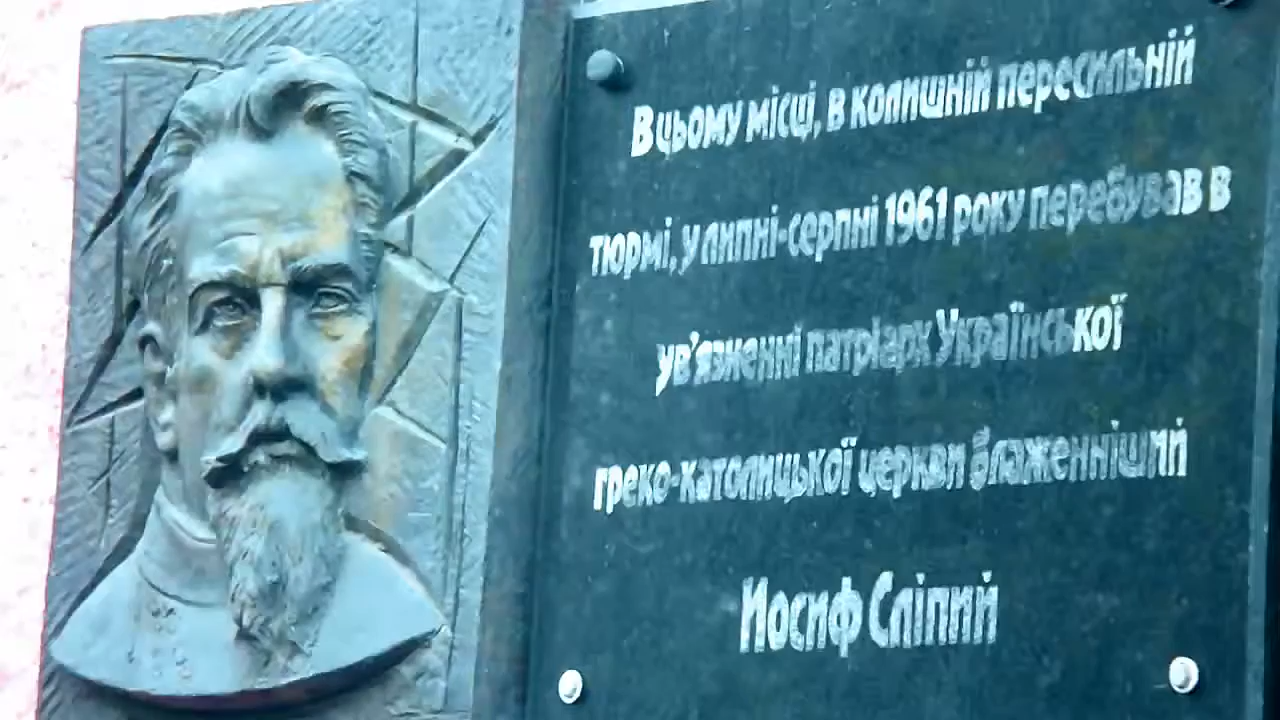 В цьому місці, в колишній пересильній
тюрмі, у липні-серпні 1961 року перебував в
ув'язненні патріарх Української
греко-католицької церкви блаженніший
Йосиф Сліпий